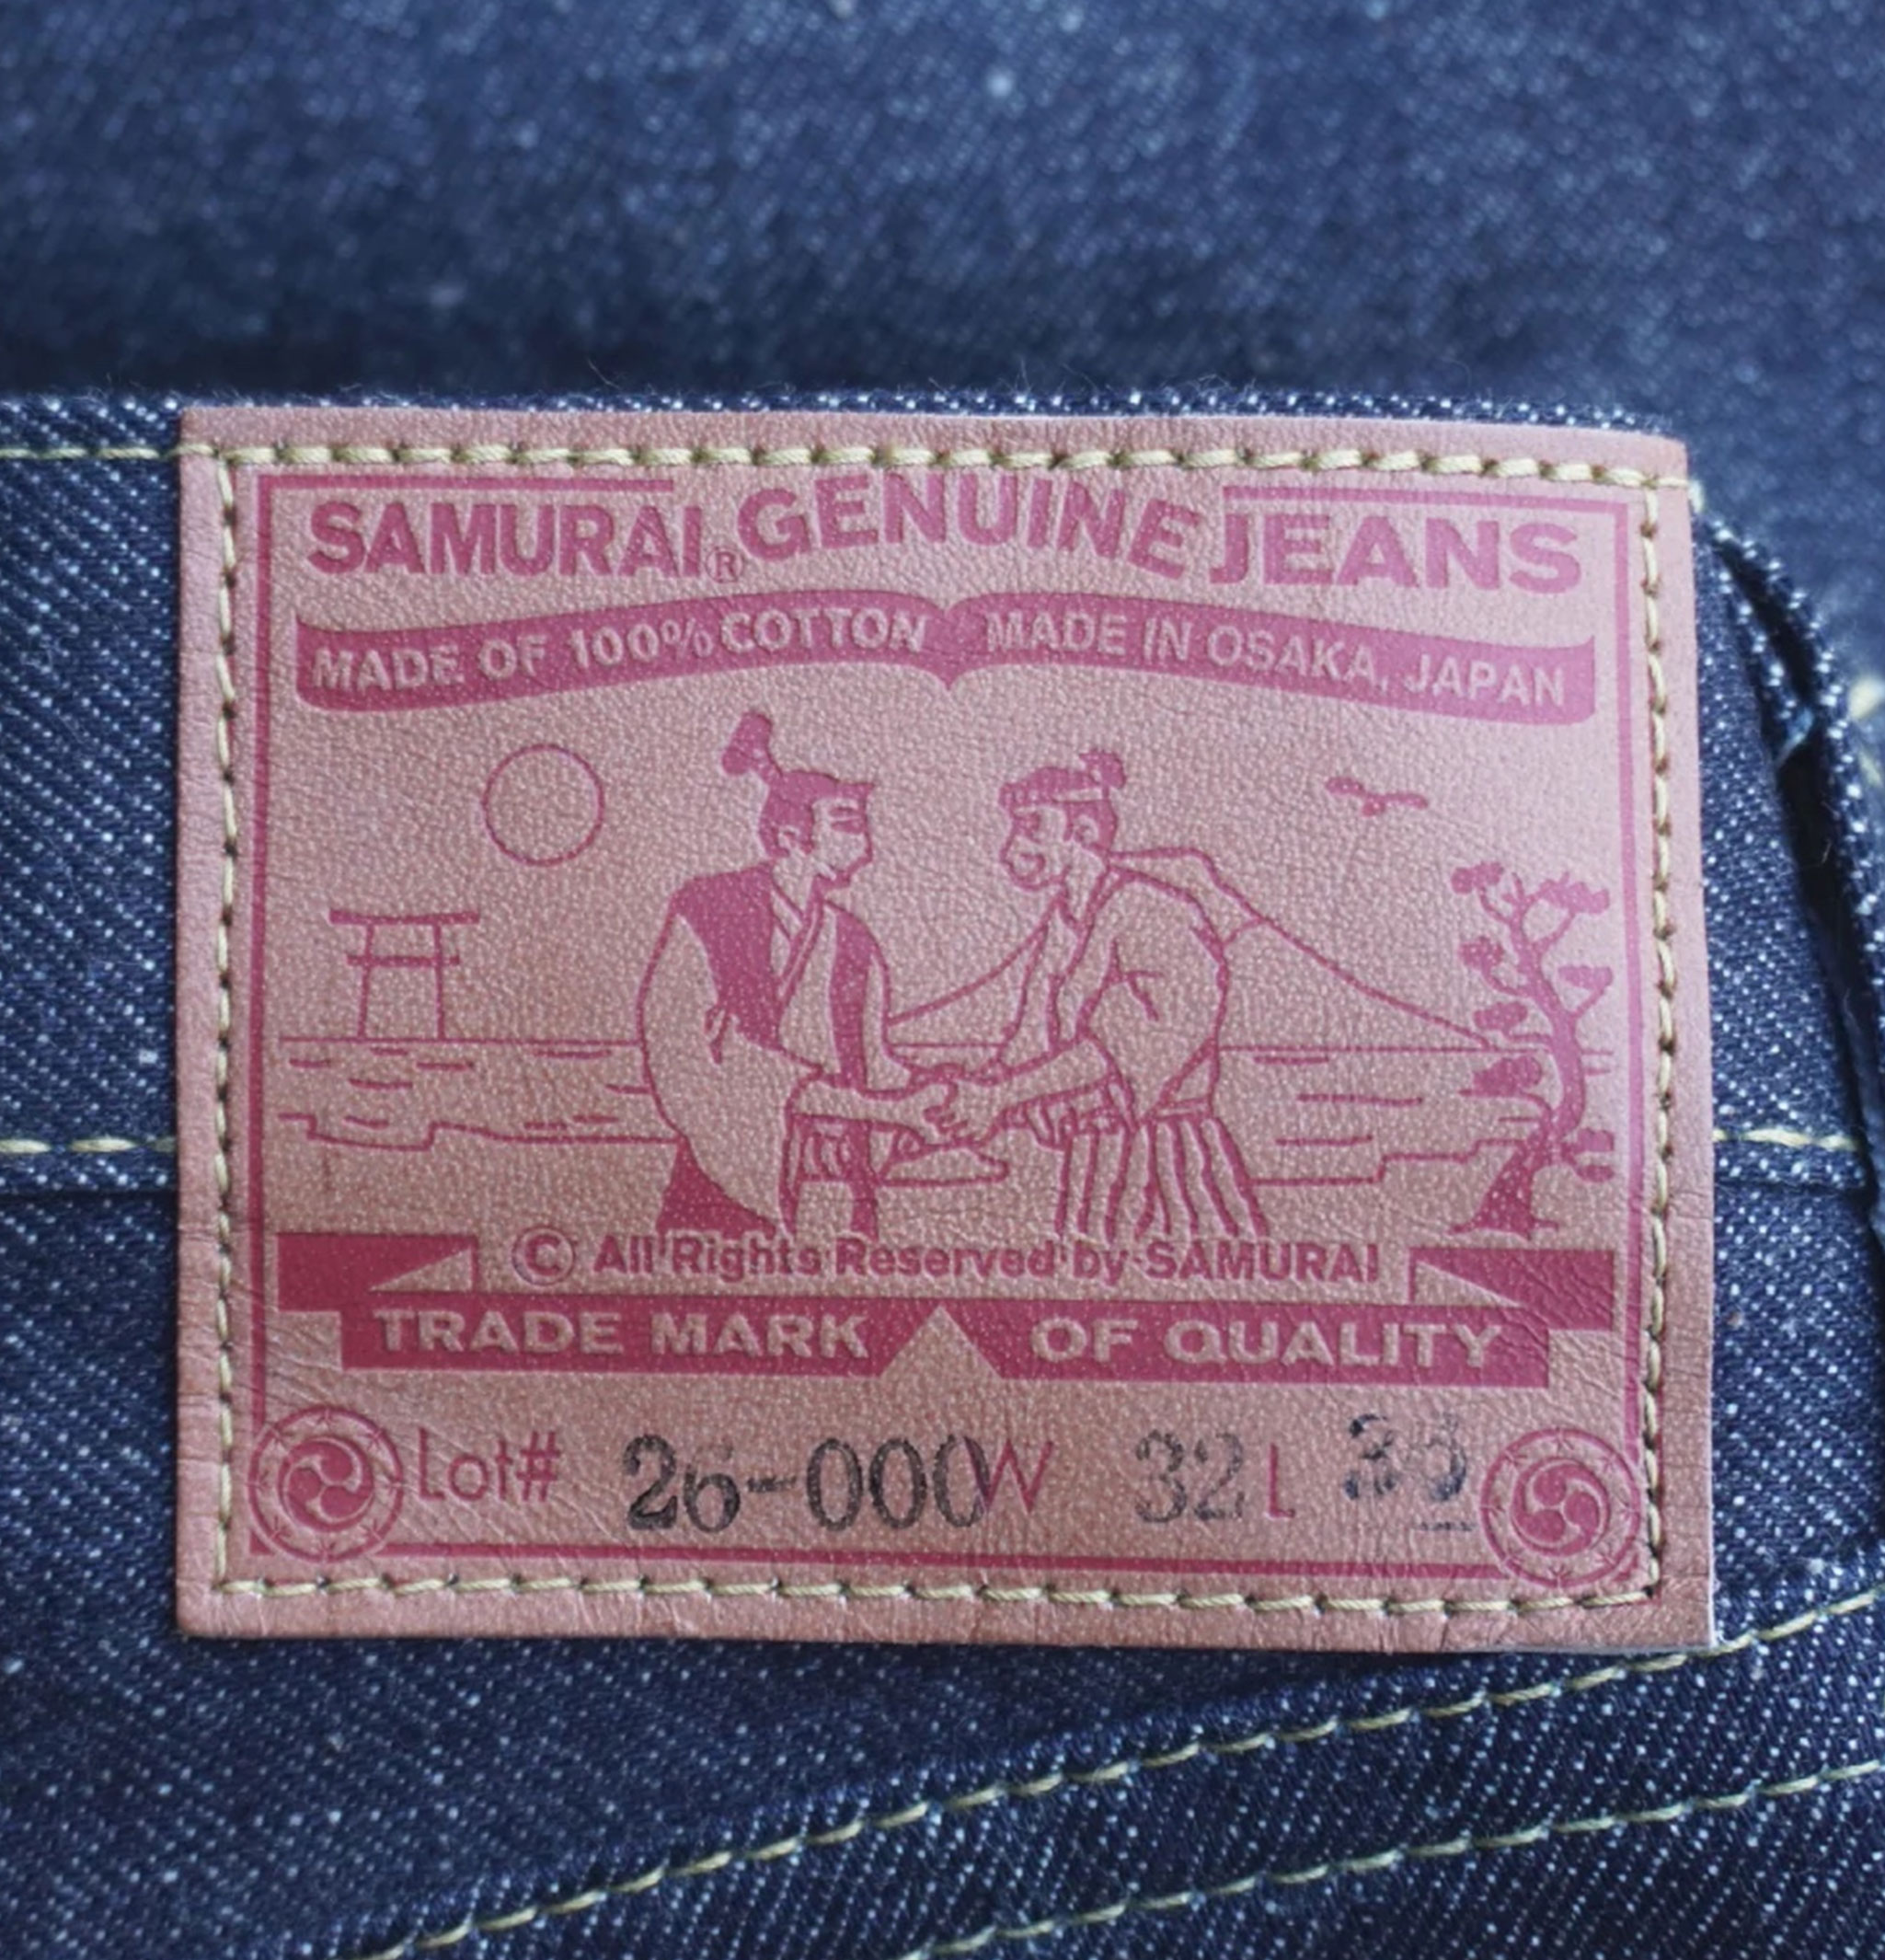 SAMURAI® GENUINE JEANS
MADE OF 100% COTTON MADE IN OSAKA, JAPAN
© All Rights Reserved by SAMURAI
TRADE MARK OF QUALITY
Lot# 26-000 W 32 L